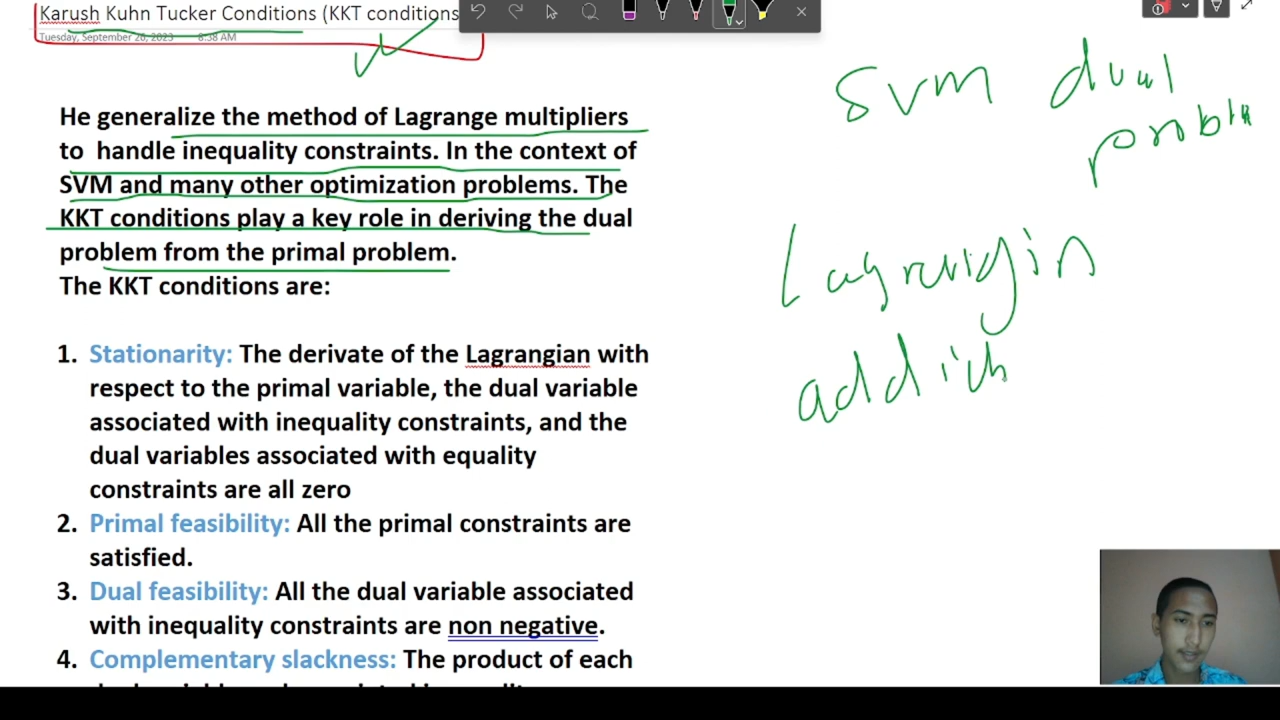 Karush Kuhn Tucker Conditions (KKT conditions
Tuesday, September 26, 2023 8:38 AM
He generalize the method of Lagrange multipliers
to handle inequality constraints. In the context of
SVM and many other optimization problems. The
KKT conditions play a key role in deriving the dual
problem from the primal problem.
The KKT conditions are:
1. Stationarity: The derivate of the Lagrangian with
respect to the primal variable, the dual variable
associated with inequality constraints, and the
dual variables associated with equality
constraints are all zero
2. Primal feasibility: All the primal constraints are
satisfied.
3. Dual feasibility: All the dual variable associated
with inequality constraints are non negative.
4. Complementary slackness: The product of each
SVM dual